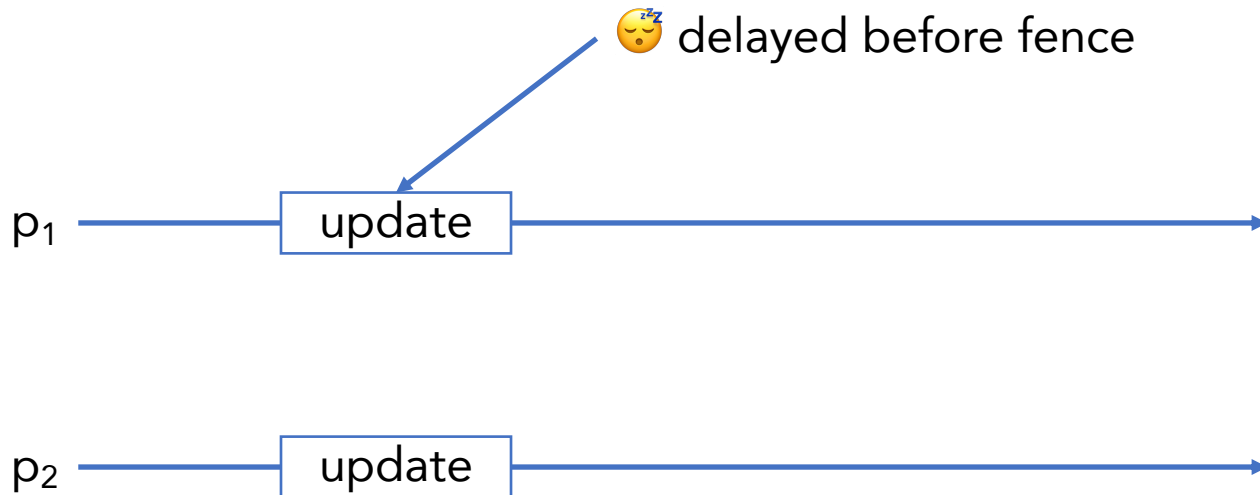 😴 delayed before fence
p₁ update
p₂ update